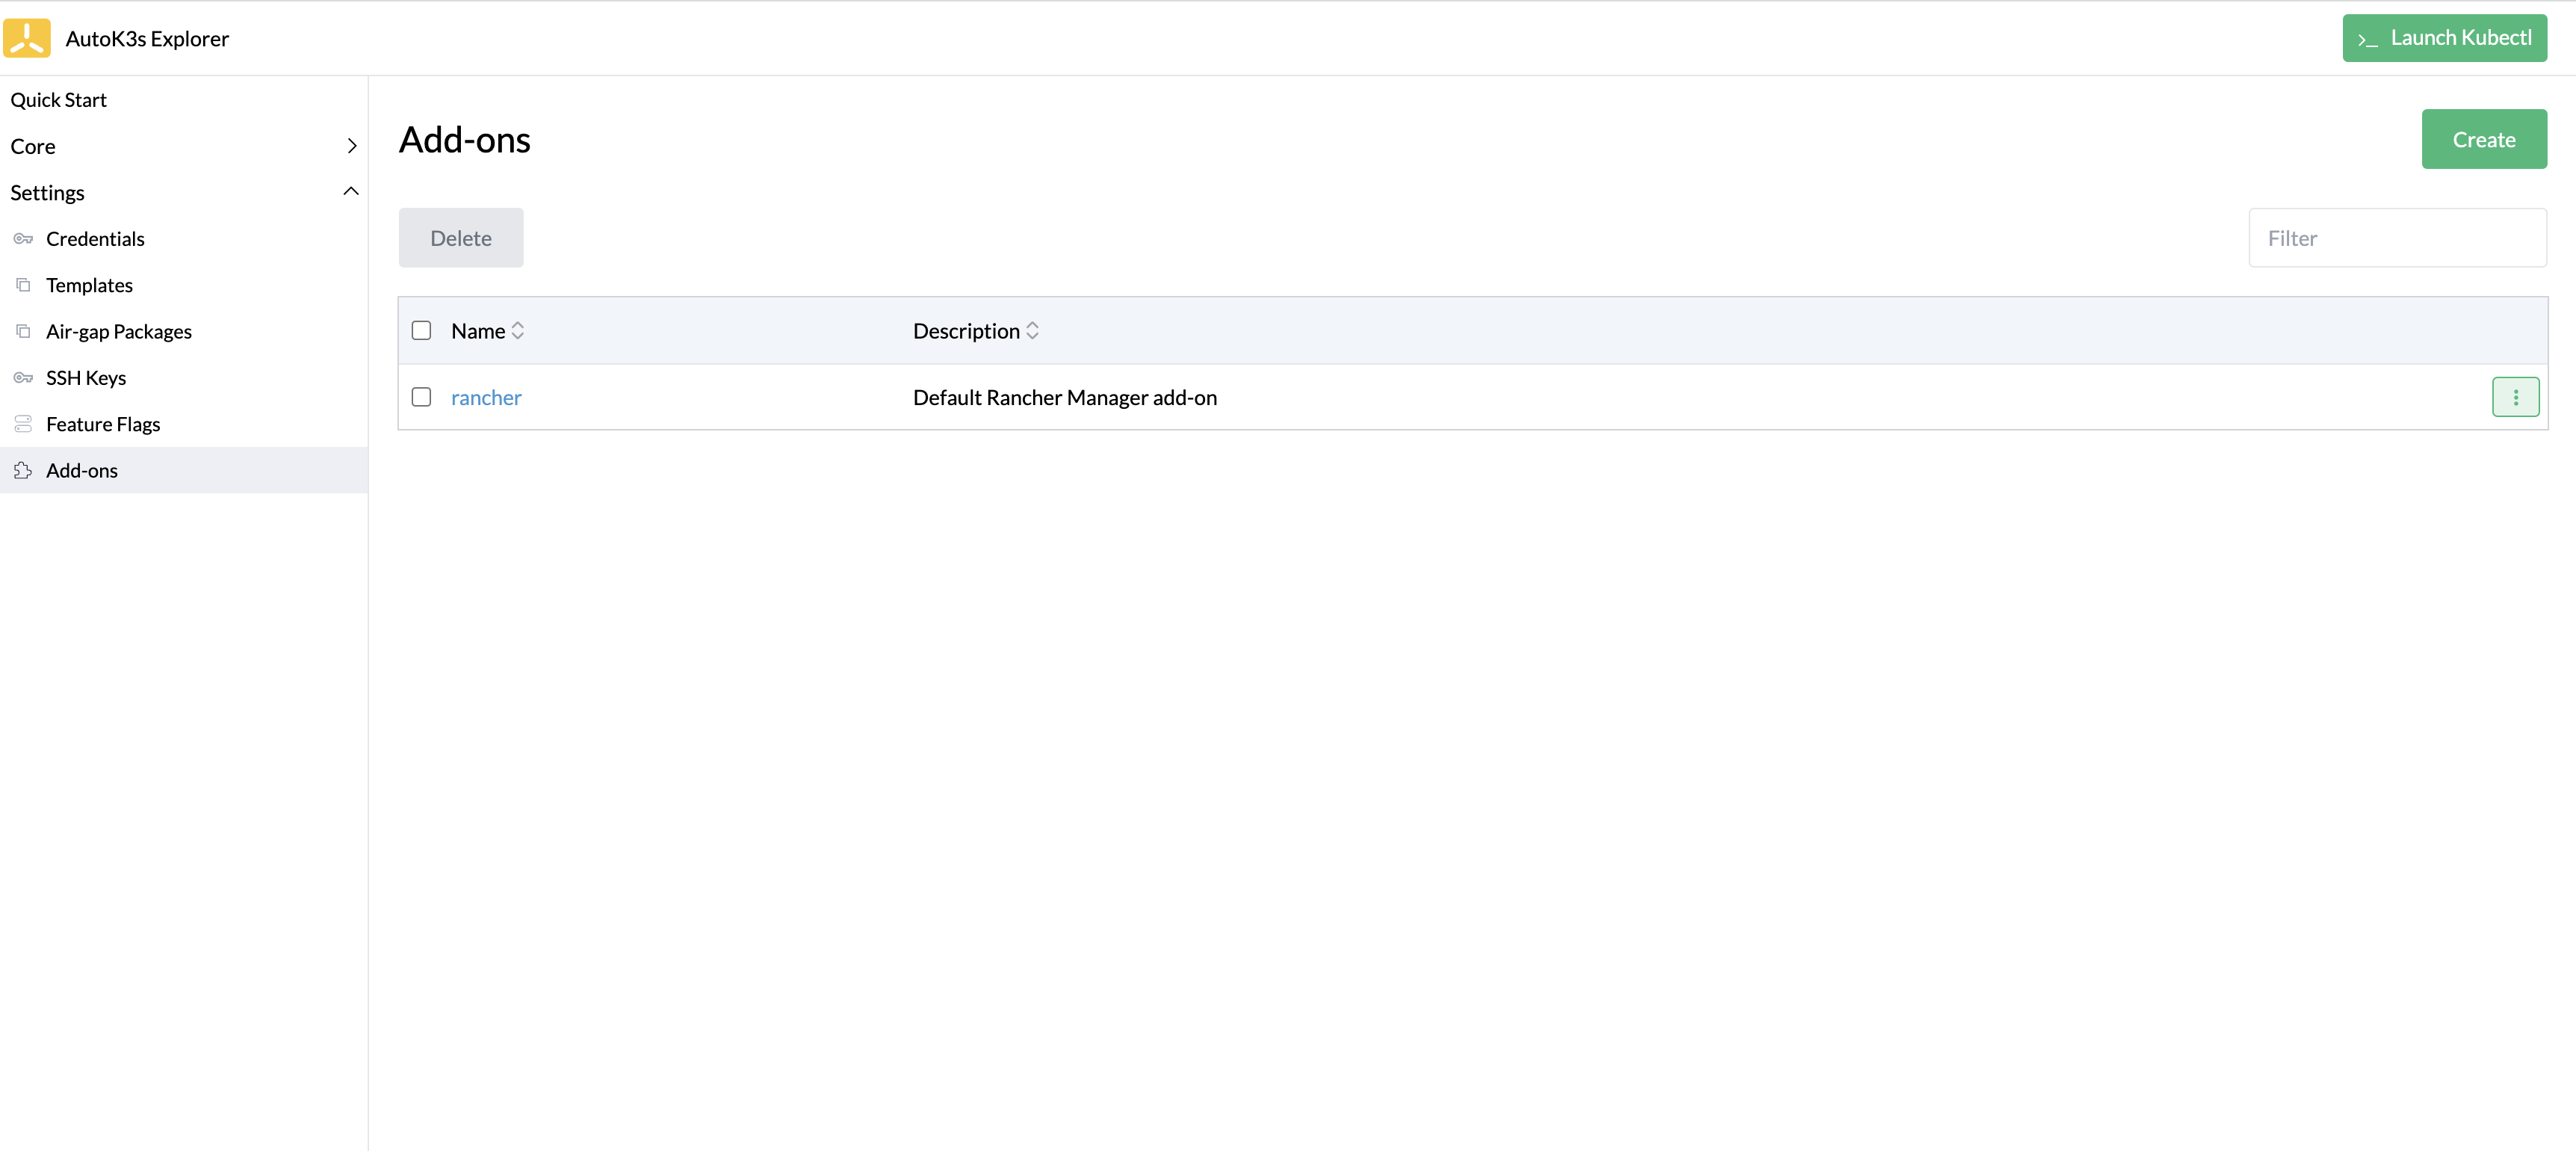 AutoK3s Explorer
Launch Kubectl
Quick Start
Core
Settings
Credentials
Templates
Air-gap Packages
SSH Keys
Feature Flags
Add-ons
Add-ons
Create
Delete
Filter
Name Description
rancher Default Rancher Manager add-on